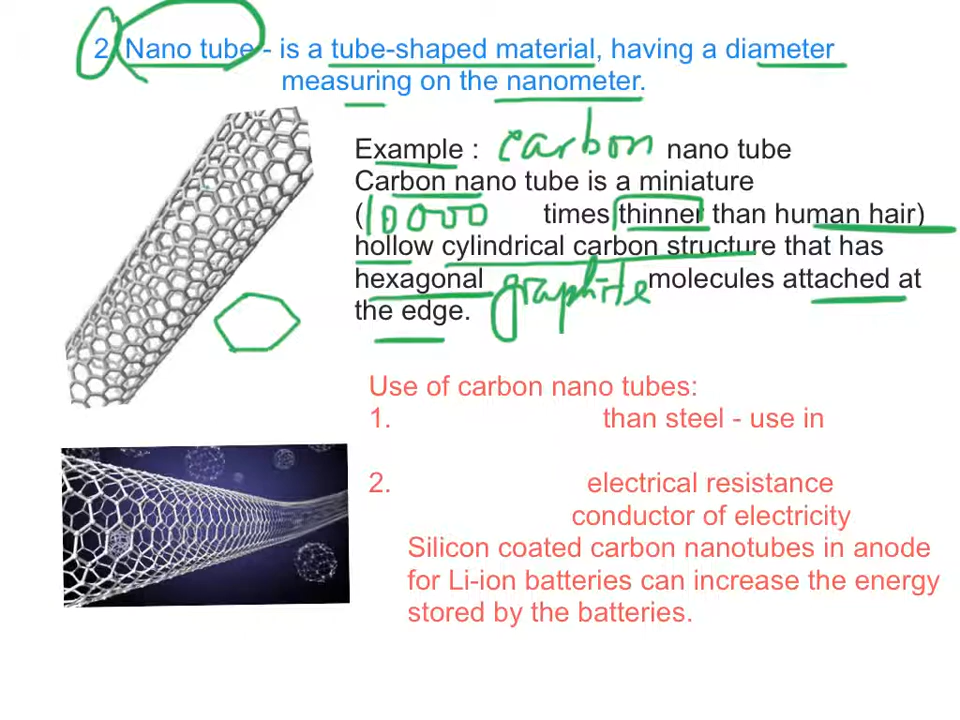 2. Nano tube - is a tube-shaped material, having a diameter
measuring on the nanometer.
Example : carbon nano tube
Carbon nano tube is a miniature
(10000 times thinner than human hair)
hollow cylindrical carbon structure that has
hexagonal graphite molecules attached at
the edge.
Use of carbon nano tubes:
1. than steel - use in
2. electrical resistance
conductor of electricity
Silicon coated carbon nanotubes in anode
for Li-ion batteries can increase the energy
stored by the batteries.